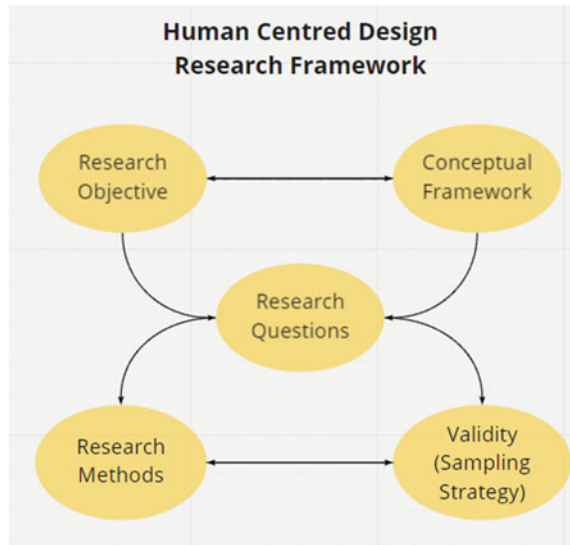 Human Centred Design
Research Framework
Research
Objective
Conceptual
Framework
Research
Questions
Research
Methods
Validity
(Sampling
Strategy)